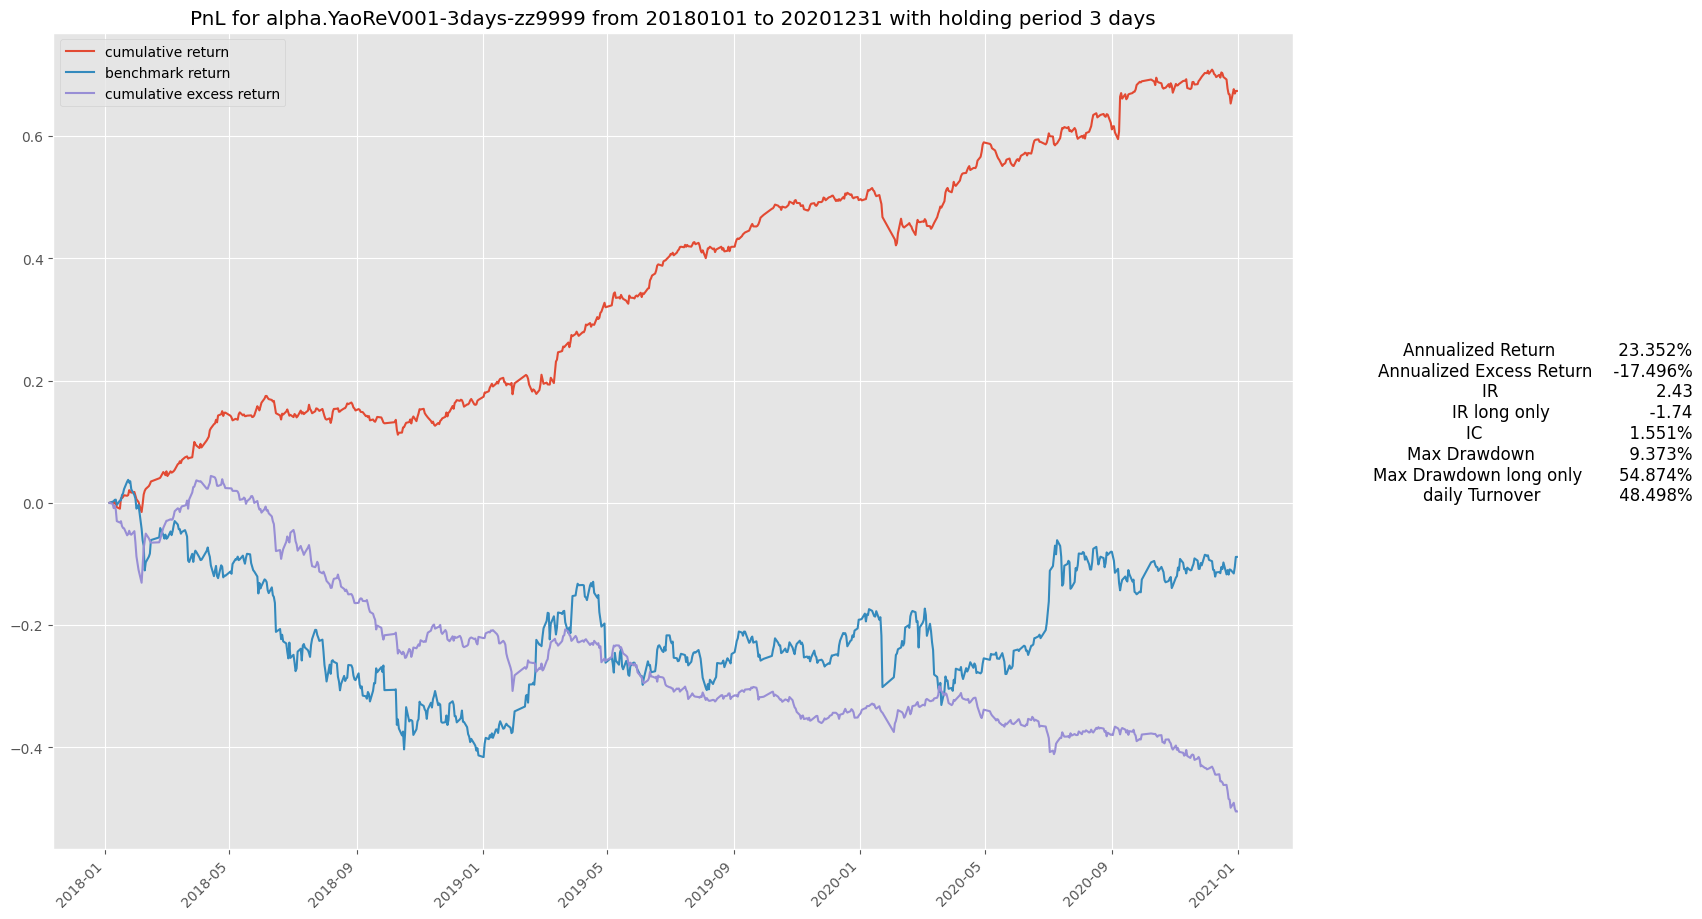 PnL for alpha.YaoReV001-3days-zz9999 from 20180101 to 20201231 with holding period 3 days
cumulative return
benchmark return
cumulative excess return
0.6
0.4
0.2
0.0
−0.2
−0.4
2018-01
2018-05
2018-09
2019-01
2019-05
2019-09
2020-01
2020-05
2020-09
2021-01
Annualized Return 23.352%
Annualized Excess Return -17.496%
IR 2.43
IR long only -1.74
IC 1.551%
Max Drawdown 9.373%
Max Drawdown long only 54.874%
daily Turnover 48.498%